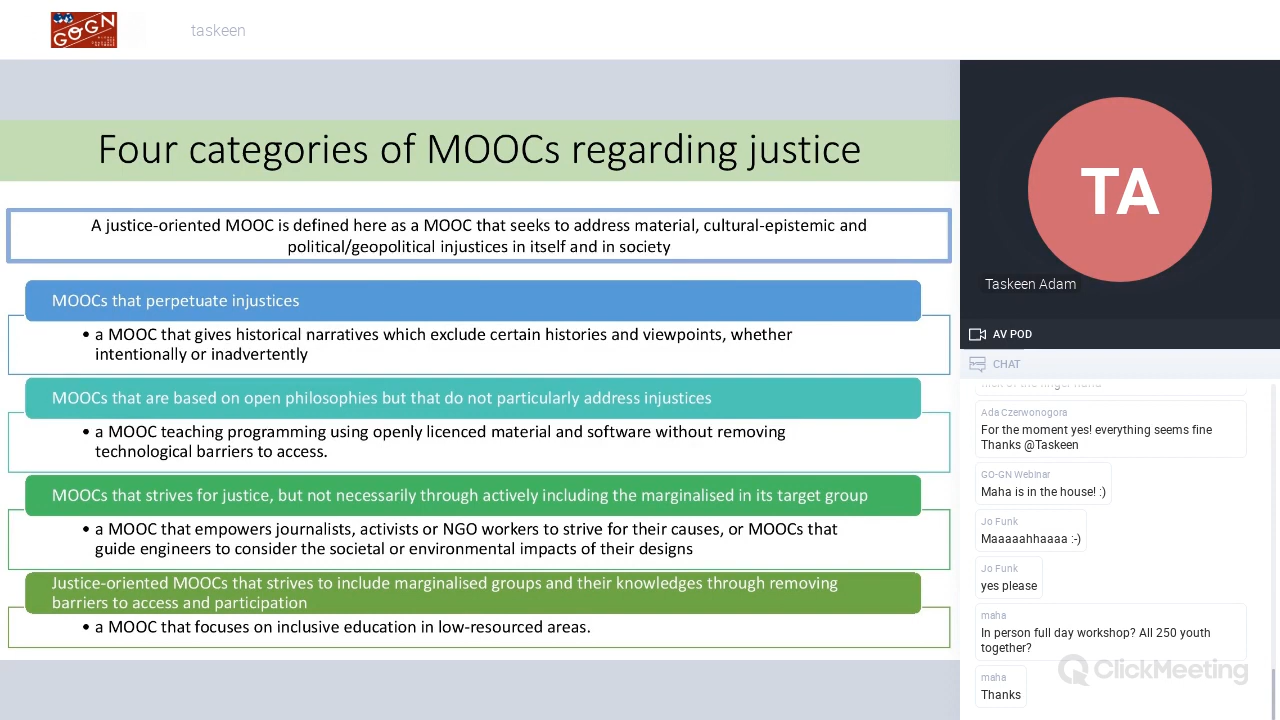 GOGN
taskeen
Four categories of MOOCs regarding justice
A justice-oriented MOOC is defined here as a MOOC that seeks to address material, cultural-epistemic and
political/geopolitical injustices in itself and in society
MOOCs that perpetuate injustices
• a MOOC that gives historical narratives which exclude certain histories and viewpoints, whether
intentionally or inadvertently
MOOCs that are based on open philosophies but that do not particularly address injustices
• a MOOC teaching programming using openly licenced material and software without removing
technological barriers to access.
MOOCs that strives for justice, but not necessarily through actively including the marginalised in its target group
• a MOOC that empowers journalists, activists or NGO workers to strive for their causes, or MOOCs that
guide engineers to consider the societal or environmental impacts of their designs
Justice-oriented MOOCs that strives to include marginalised groups and their knowledges through removing
barriers to access and participation
• a MOOC that focuses on inclusive education in low-resourced areas.
TA
Taskeen Adam
AV POD
CHAT
Ada Czerwonogora
For the moment yes! everything seems fine
Thanks @Taskeen
GO-GN Webinar
Maha is in the house! :)
Jo Funk
Maaaaahhaaaa :-)
Jo Funk
yes please
maha
In person full day workshop? All 250 youth
together?
ClickMeeting
maha
Thanks